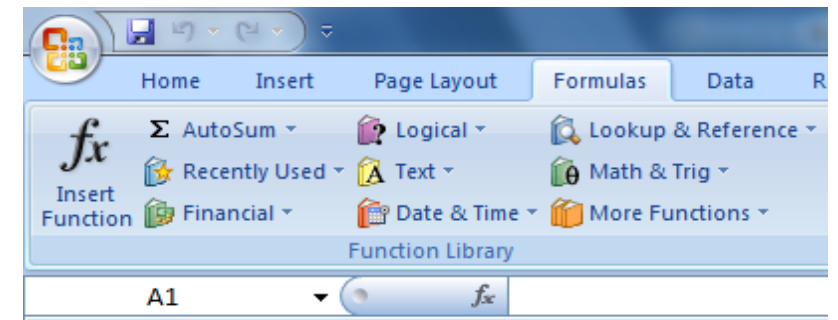 Home Insert Page Layout Formulas Data R
fx Σ AutoSum Logical Lookup & Reference
Recently Used A Text θ Math & Trig
Insert
Function Financial Date & Time More Functions
Function Library
A1 fx